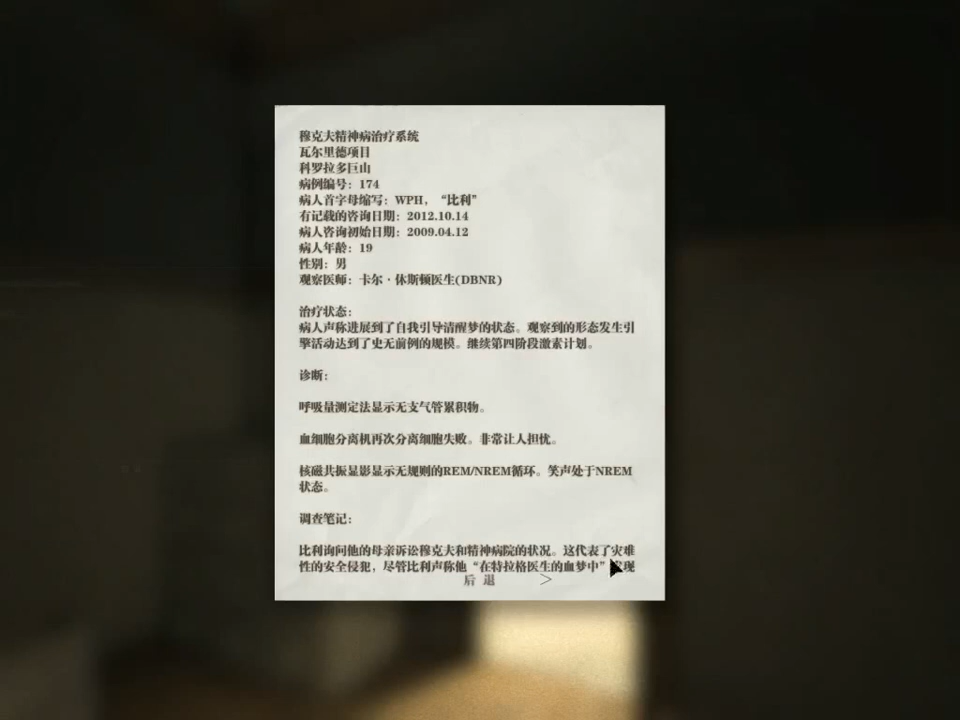 穆克夫精神病治疗系统
瓦尔里德项目
科罗拉多巨山
病例编号：174
病人首字母缩写：WPH，“比利”
有记载的咨询日期：2012.10.14
病人咨询初始日期：2009.04.12
病人年龄：19
性别：男
观察医师：卡尔·休斯顿医生(DBNR)
治疗状态：
病人声称进展到了自我引导清醒梦的状态。观察到的形态发生引
擎活动达到了史无前例的规模。继续第四阶段激素计划。
诊断：
呼吸量测定法显示无支气管累积物。
血细胞分离机再次分离细胞失败。非常让人担忧。
核磁共振显影显示无规则的REM/NREM循环。笑声处于NREM
状态。
调查笔记：
比利询问他的母亲诉讼穆克夫和精神病院的状况。这代表了灾难
性的安全侵犯，尽管比利声称他“在特拉格医生的血梦中”现
后 退 >